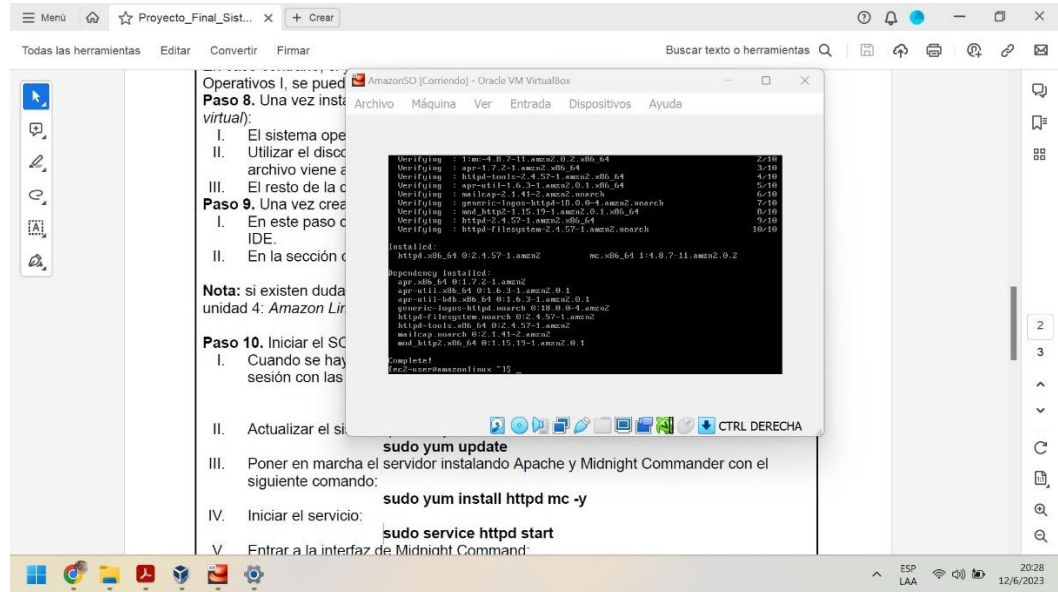 Menú
Proyecto_Final_Sist...
Crear
Todas las herramientas Editar Convertir Firmar
Buscar texto o herramientas
Operativos I, se pued
Paso 8. Una vez insta
virtual):
I. El sistema ope
II. Utilizar el disco
archivo viene a
III. El resto de la c
Paso 9. Una vez crea
I. En este paso c
IDE.
II. En la sección c
Nota: si existen duda
unidad 4: Amazon Lin
Paso 10. Iniciar el SO
I. Cuando se hay
sesión con las
II. Actualizar el si
sudo yum update
III. Poner en marcha el servidor instalando Apache y Midnight Commander con el
siguiente comando:
sudo yum install httpd mc -y
IV. Iniciar el servicio:
sudo service httpd start
V. Entrar a la interfaz de Midnight Command:
AmazonSO [Corriendo] - Oracle VM VirtualBox
Archivo Máquina Ver Entrada Dispositivos Ayuda
Verifying : 1:mc-4.8.7-11.amzn2.0.2.x86_64 2/10
Verifying : apr-1.7.2-1.amzn2.x86_64 3/10
Verifying : httpd-tools-2.4.57-1.amzn2.x86_64 4/10
Verifying : apr-util-1.6.3-1.amzn2.0.1.x86_64 5/10
Verifying : mailcap-2.1.41-2.amzn2.noarch 6/10
Verifying : generic-logos-httpd-18.0.0-4.amzn2.noarch 7/10
Verifying : mod_http2-1.15.19-1.amzn2.0.1.x86_64 8/10
Verifying : httpd-2.4.57-1.amzn2.x86_64 9/10
Verifying : httpd-filesystem-2.4.57-1.amzn2.noarch 10/10
Installed:
httpd.x86_64 0:2.4.57-1.amzn2 mc.x86_64 1:4.8.7-11.amzn2.0.2
Dependency Installed:
apr.x86_64 0:1.7.2-1.amzn2
apr-util.x86_64 0:1.6.3-1.amzn2.0.1
apr-util-bdb.x86_64 0:1.6.3-1.amzn2.0.1
generic-logos-httpd.noarch 0:18.0.0-4.amzn2
httpd-filesystem.noarch 0:2.4.57-1.amzn2
httpd-tools.x86_64 0:2.4.57-1.amzn2
mailcap.noarch 0:2.1.41-2.amzn2
mod_http2.x86_64 0:1.15.19-1.amzn2.0.1
Complete!
[ec2-user@amazonlinux ~]$ _
CTRL DERECHA
2
3
ESP
LAA
20:28
12/6/2023